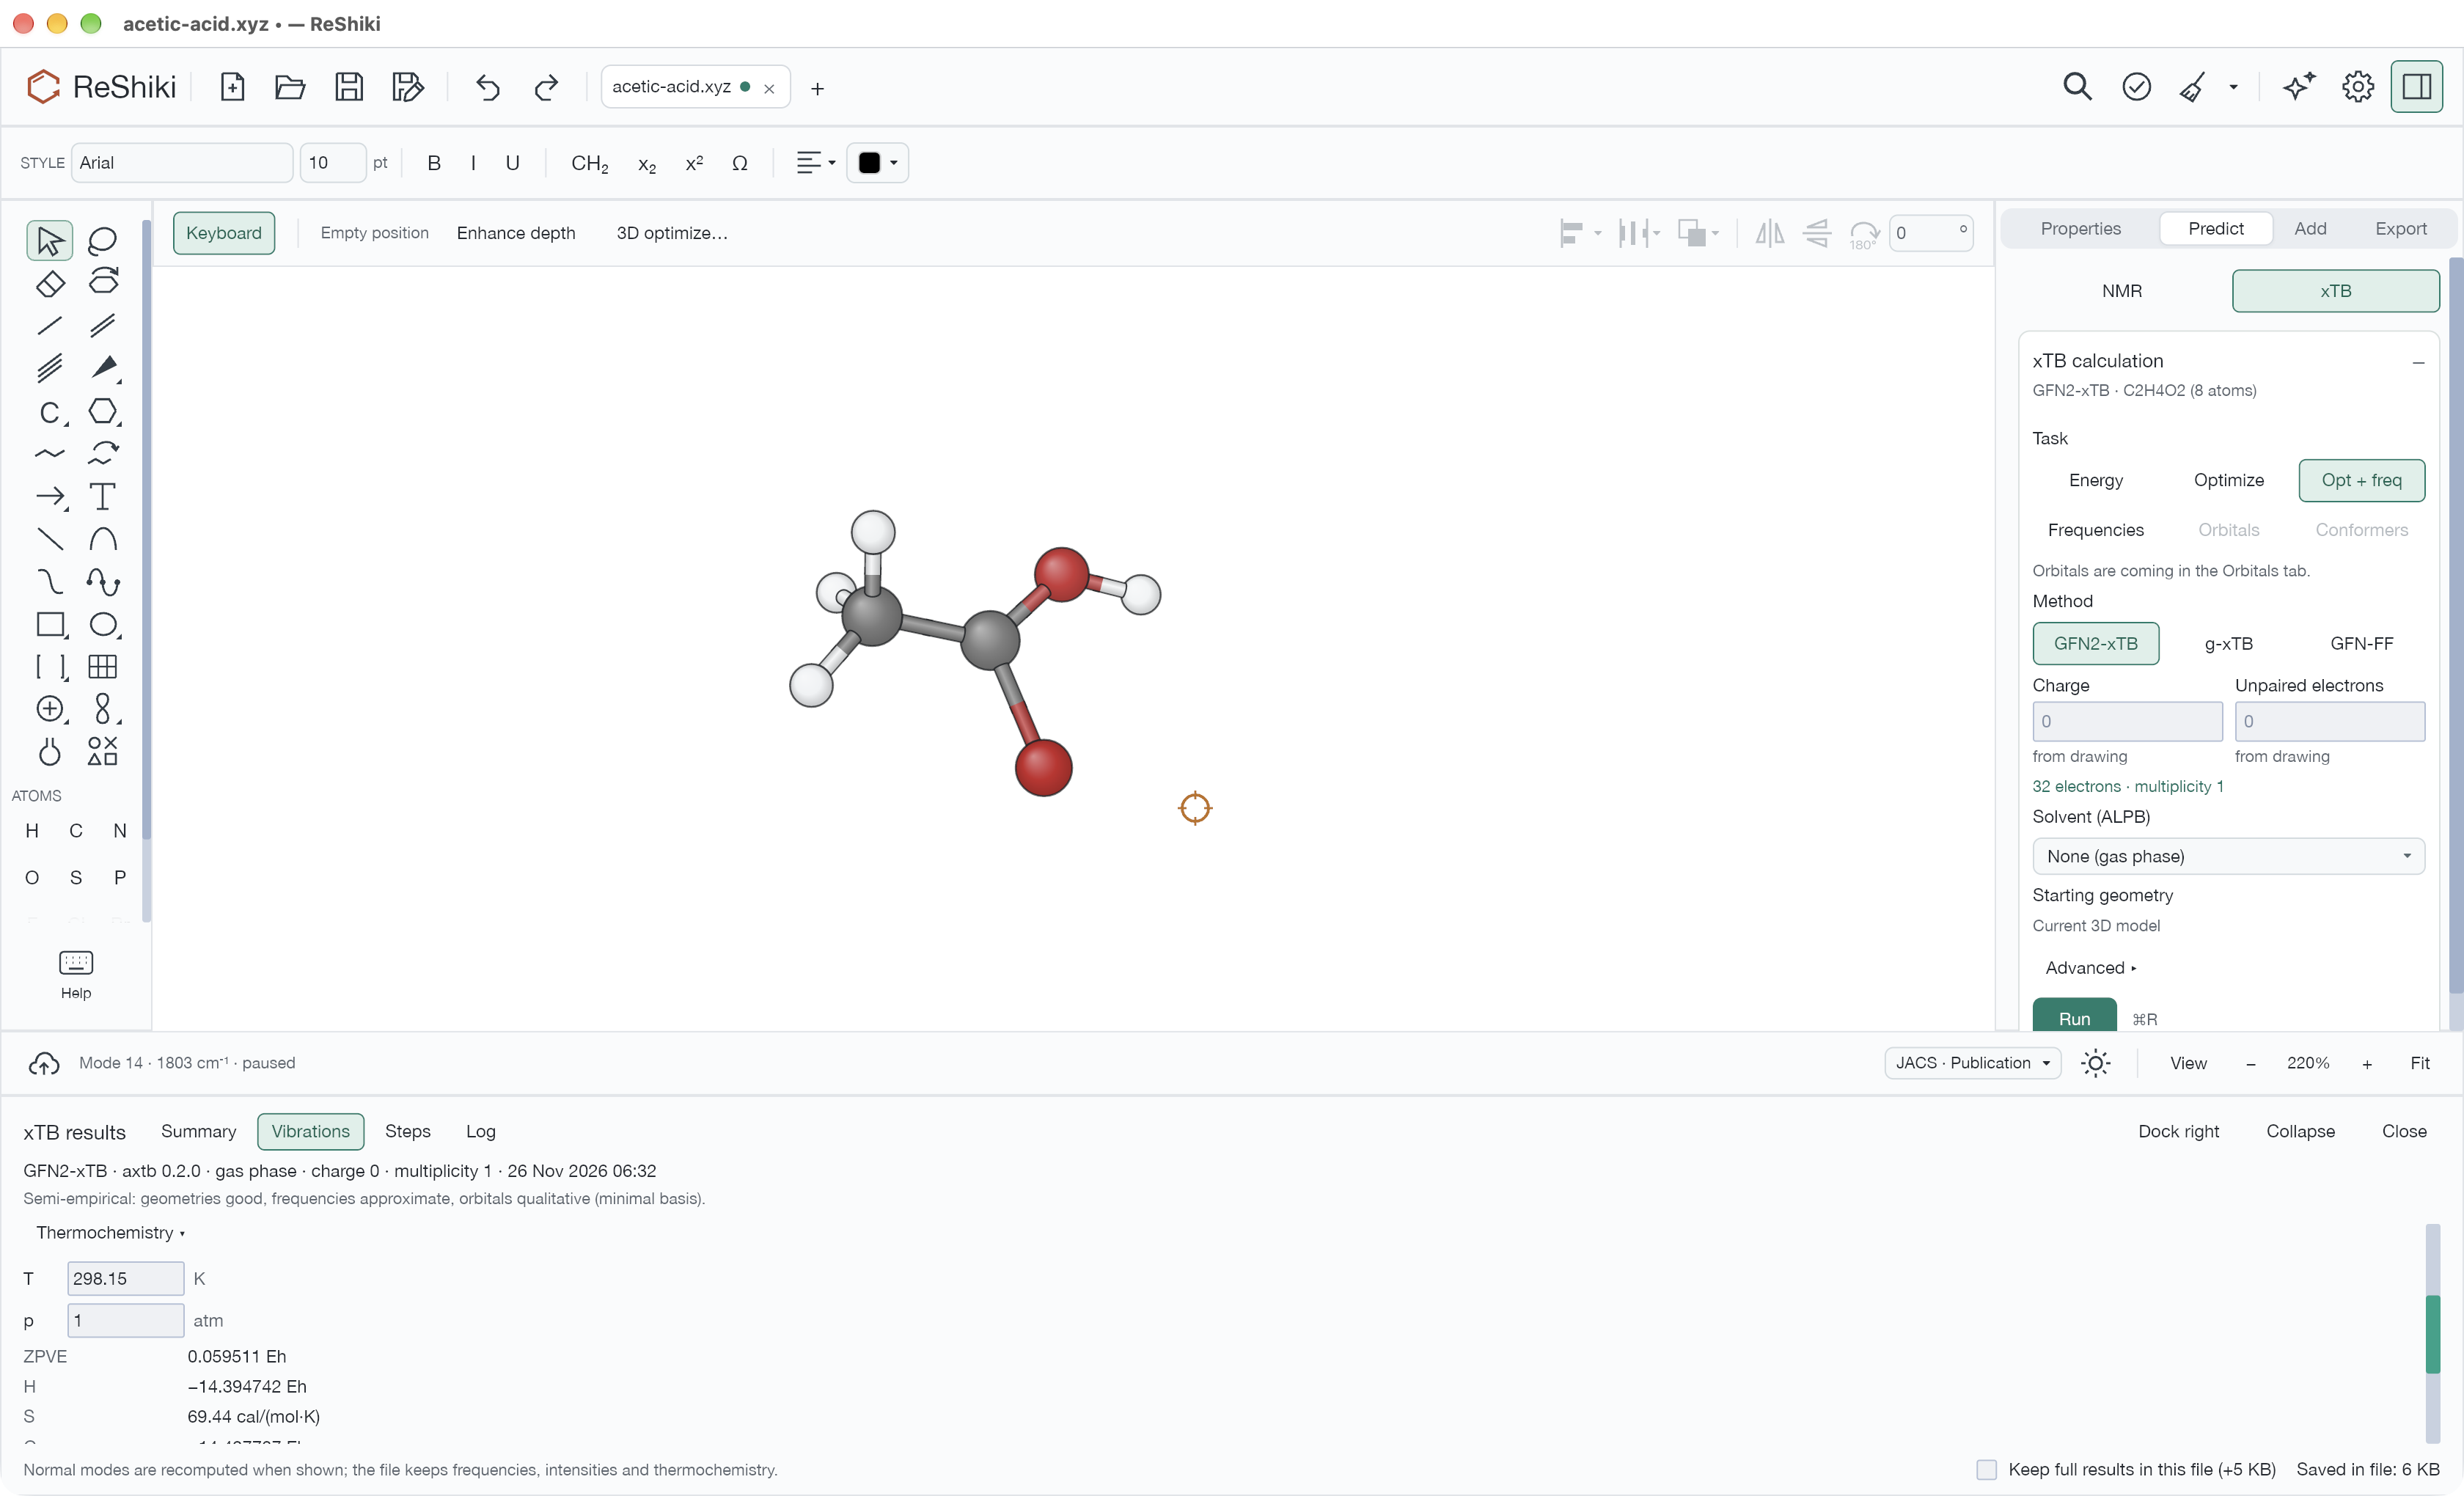 acetic-acid.xyz • — ReShiki
ReShiki
acetic-acid.xyz ● × +
STYLE Arial 10 pt B I U CH₂ x₂ x² Ω
Keyboard Empty position Enhance depth 3D optimize… 180° 0 °
Properties Predict Add Export
NMR xTB
xTB calculation –
GFN2-xTB · C2H4O2 (8 atoms)
Task
Energy Optimize Opt + freq
Frequencies Orbitals Conformers
Orbitals are coming in the Orbitals tab.
Method
GFN2-xTB g-xTB GFN-FF
Charge Unpaired electrons
0 0
from drawing from drawing
32 electrons · multiplicity 1
Solvent (ALPB)
None (gas phase)
Starting geometry
Current 3D model
Advanced ▸
Run ⌘R
C
T
ATOMS
H C N
O S P
Help
Mode 14 · 1803 cm⁻¹ · paused
JACS · Publication View – 220% + Fit
xTB results Summary Vibrations Steps Log Dock right Collapse Close
GFN2-xTB · axtb 0.2.0 · gas phase · charge 0 · multiplicity 1 · 26 Nov 2026 06:32
Semi-empirical: geometries good, frequencies approximate, orbitals qualitative (minimal basis).
Thermochemistry ▾
T 298.15 K
p 1 atm
ZPVE 0.059511 Eh
H −14.394742 Eh
S 69.44 cal/(mol·K)
Normal modes are recomputed when shown; the file keeps frequencies, intensities and thermochemistry.
Keep full results in this file (+5 KB) Saved in file: 6 KB